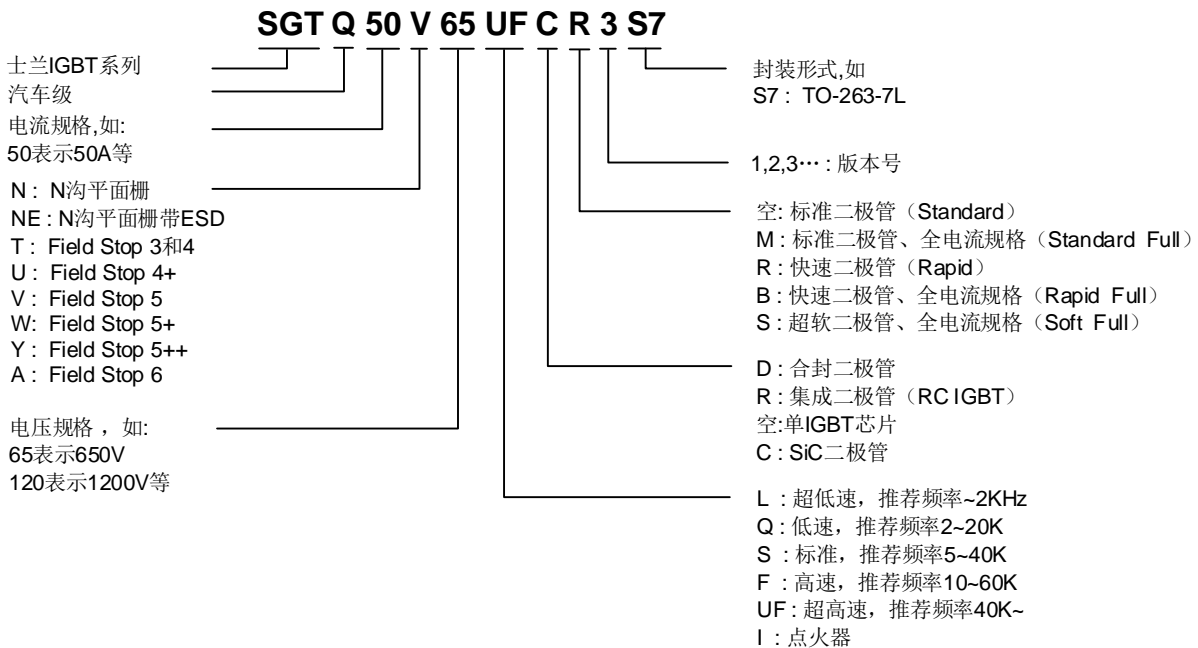 SGT Q 50 V 65 UF C R 3 S7
士兰IGBT系列
汽车级
电流规格,如:
50表示50A等
N : N沟平面栅
NE : N沟平面栅带ESD
T : Field Stop 3和4
U : Field Stop 4+
V : Field Stop 5
W: Field Stop 5+
Y : Field Stop 5++
A : Field Stop 6
电压规格 ，如:
65表示650V
120表示1200V等
封装形式,如
S7 : TO-263-7L
1,2,3··· : 版本号
空: 标准二极管（Standard）
M : 标准二极管、全电流规格（Standard Full）
R : 快速二极管（Rapid）
B : 快速二极管、全电流规格（Rapid Full）
S : 超软二极管、全电流规格（Soft Full）
D : 合封二极管
R : 集成二极管（RC IGBT）
空:单IGBT芯片
C : SiC二极管
L : 超低速，推荐频率~2KHz
Q : 低速，推荐频率2~20K
S : 标准，推荐频率5~40K
F : 高速，推荐频率10~60K
UF : 超高速，推荐频率40K~
I : 点火器